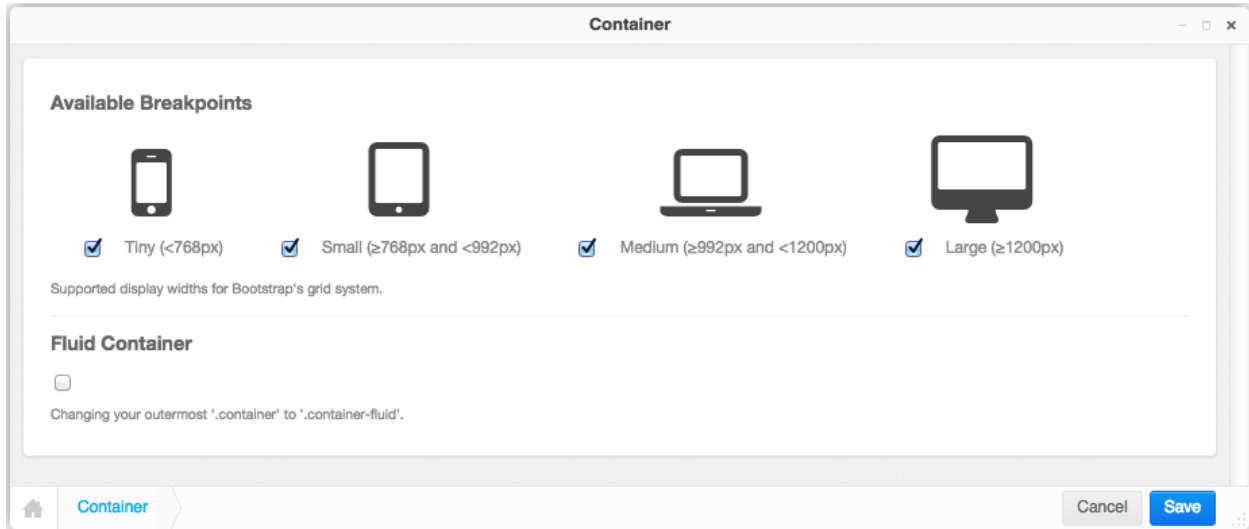 Container
Available Breakpoints
Tiny (<768px) Small (≥768px and <992px) Medium (≥992px and <1200px) Large (≥1200px)
Supported display widths for Bootstrap's grid system.
Fluid Container
Changing your outermost '.container' to '.container-fluid'.
Container Cancel Save